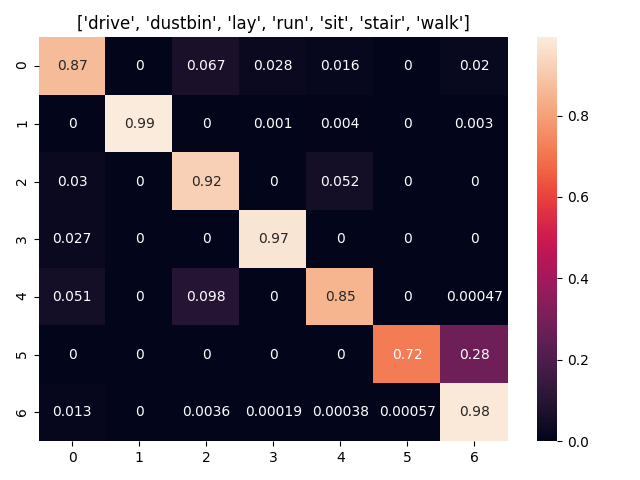 ['drive', 'dustbin', 'lay', 'run', 'sit', 'stair', 'walk']
0 0.87 0 0.067 0.028 0.016 0 0.02
1 0 0.99 0 0.001 0.004 0 0.003
2 0.03 0 0.92 0 0.052 0 0
3 0.027 0 0 0.97 0 0 0
4 0.051 0 0.098 0 0.85 0 0.00047
5 0 0 0 0 0 0.72 0.28
6 0.013 0 0.0036 0.00019 0.00038 0.00057 0.98
0 1 2 3 4 5 6
0.8
0.6
0.4
0.2
0.0